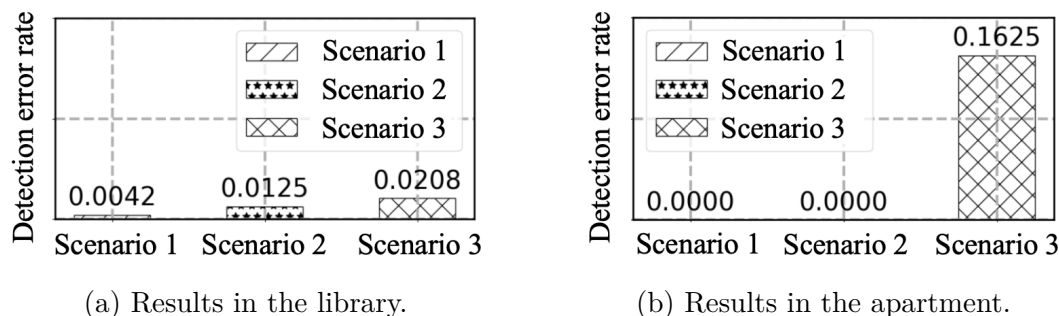 Detection error rate
Scenario 1
Scenario 2
Scenario 3
0.0042
0.0125
0.0208
Scenario 1 Scenario 2 Scenario 3
(a) Results in the library.
Detection error rate
Scenario 1
Scenario 2
Scenario 3
0.1625
0.0000
0.0000
Scenario 1 Scenario 2 Scenario 3
(b) Results in the apartment.